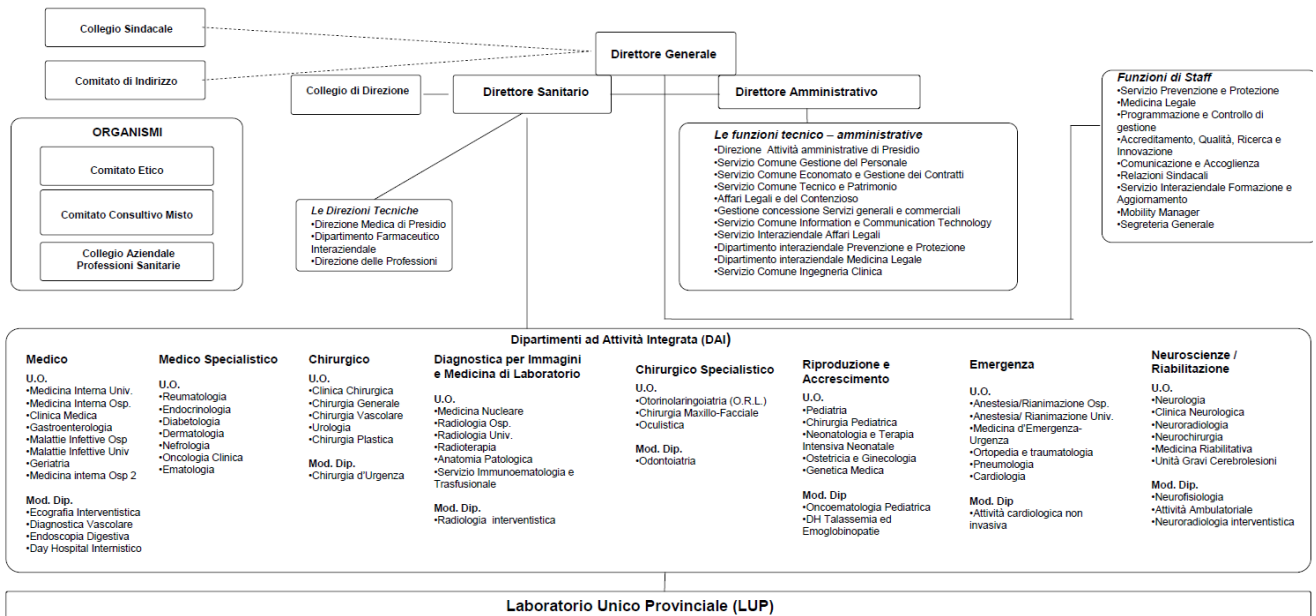 Collegio Sindacale
Comitato di Indirizzo
Direttore Generale
Collegio di Direzione
Direttore Sanitario
Direttore Amministrativo
Funzioni di Staff
•Servizio Prevenzione e Protezione
•Medicina Legale
•Programmazione e Controllo di
gestione
•Accreditamento, Qualità, Ricerca e
Innovazione
•Comunicazione e Accoglienza
•Relazioni Sindacali
•Servizio Interaziendale Formazione e
Aggiornamento
•Mobility Manager
•Segreteria Generale
ORGANISMI
Comitato Etico
Comitato Consultivo Misto
Collegio Aziendale
Professioni Sanitarie
Le Direzioni Tecniche
•Direzione Medica di Presidio
•Dipartimento Farmaceutico
Interaziendale
•Direzione delle Professioni
Le funzioni tecnico – amministrative
•Direzione Attività amministrative di Presidio
•Servizio Comune Gestione del Personale
•Servizio Comune Economato e Gestione dei Contratti
•Servizio Comune Tecnico e Patrimonio
•Affari Legali e del Contenzioso
•Gestione concessione Servizi generali e commerciali
•Servizio Comune Information e Communication Technology
•Servizio Interaziendale Affari Legali
•Dipartimento interaziendale Prevenzione e Protezione
•Dipartimento interaziendale Medicina Legale
•Servizio Comune Ingegneria Clinica
Dipartimenti ad Attività Integrata (DAI)
Medico
U.O.
•Medicina Interna Univ.
•Medicina Interna Osp.
•Clinica Medica
•Gastroenterologia
•Malattie Infettive Osp
•Malattie Infettive Univ
•Geriatria
•Medicina interna Osp 2
Mod. Dip.
•Ecografia Interventistica
•Diagnostica Vascolare
•Endoscopia Digestiva
•Day Hospital Internistico
Medico Specialistico
U.O.
•Reumatologia
•Endocrinologia
•Diabetologia
•Dermatologia
•Nefrologia
•Oncologia Clinica
•Ematologia
Chirurgico
U.O.
•Clinica Chirurgica
•Chirurgia Generale
•Chirurgia Vascolare
•Urologia
•Chirurgia Plastica
Mod. Dip.
•Chirurgia d'Urgenza
Diagnostica per Immagini
e Medicina di Laboratorio
U.O.
•Medicina Nucleare
•Radiologia Osp.
•Radiologia Univ.
•Radioterapia
•Anatomia Patologica
•Servizio Immunoematologia e
Trasfusionale
Mod. Dip.
•Radiologia interventistica
Chirurgico Specialistico
U.O.
•Otorinolaringoiatria (O.R.L.)
•Chirurgia Maxillo-Facciale
•Oculistica
Mod. Dip.
•Odontoiatria
Riproduzione e
Accrescimento
U.O.
•Pediatria
•Chirurgia Pediatrica
•Neonatologia e Terapia
Intensiva Neonatale
•Ostetricia e Ginecologia
•Genetica Medica
Mod. Dip
•Oncoematologia Pediatrica
•DH Talassemia ed
Emoglobinopatie
Emergenza
U.O.
•Anestesia/Rianimazione Osp.
•Anestesia/ Rianimazione Univ.
•Medicina d'Emergenza-
Urgenza
•Ortopedia e traumatologia
•Pneumologia
•Cardiologia
Mod. Dip
•Attività cardiologica non
invasiva
Neuroscienze /
Riabilitazione
U.O.
•Neurologia
•Clinica Neurologica
•Neuroradiologia
•Neurochirurgia
•Medicina Riabilitativa
•Unità Gravi Cerebrolesioni
Mod. Dip.
•Neurofisiologia
•Attività Ambulatoriale
•Neuroradiologia interventistica
Laboratorio Unico Provinciale (LUP)